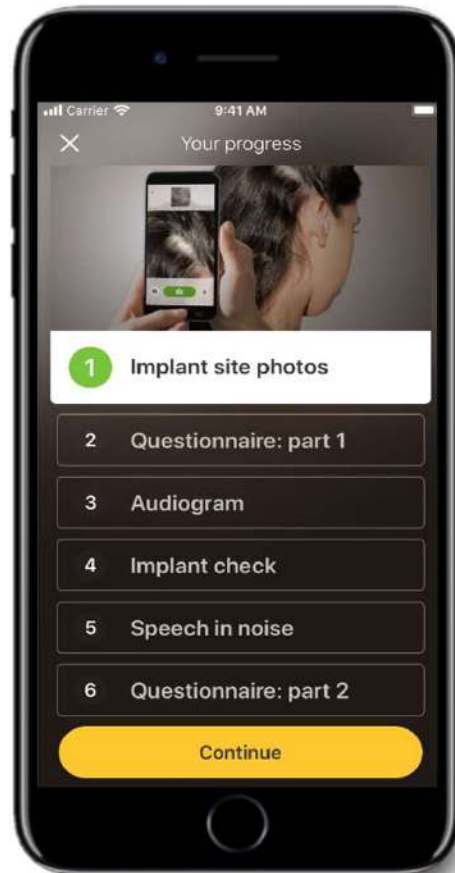 Carrier 9:41 AM
Your progress
1 Implant site photos
2 Questionnaire: part 1
3 Audiogram
4 Implant check
5 Speech in noise
6 Questionnaire: part 2
Continue